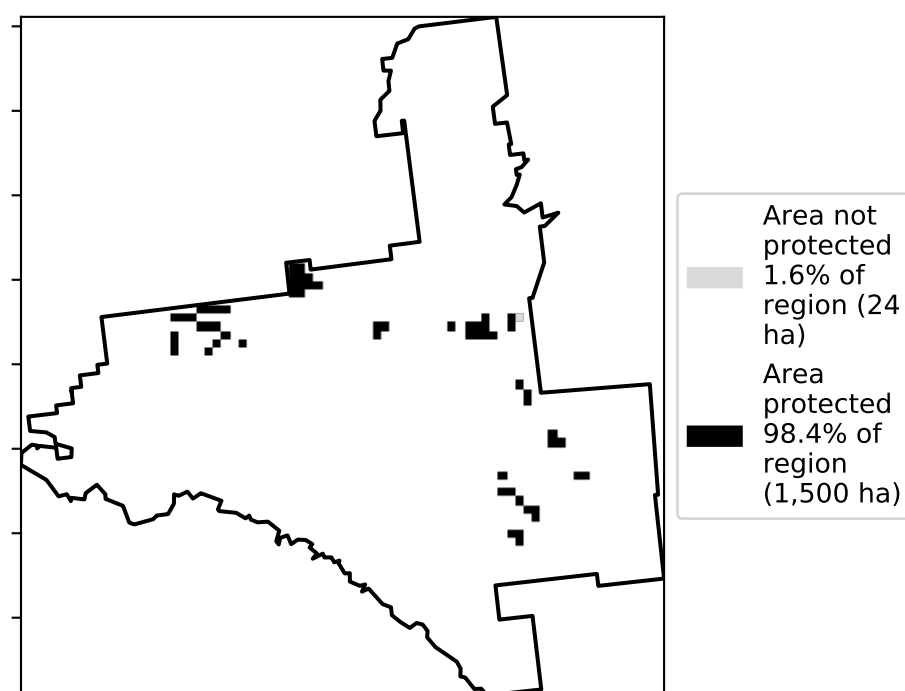 Area not
protected
1.6% of
region (24
ha)
Area
protected
98.4% of
region
(1,500 ha)